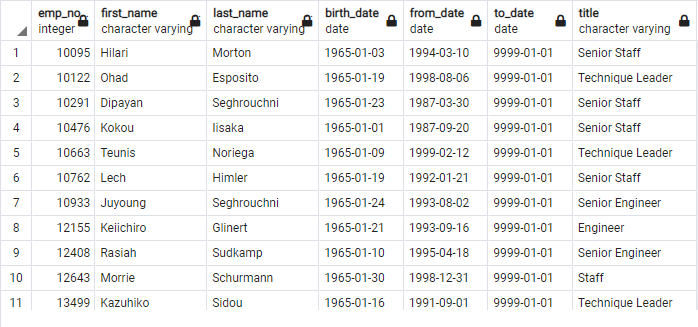 emp_no first_name last_name birth_date from_date to_date title
integer character varying character varying date date date character varying
1 10095 Hilari Morton 1965-01-03 1994-03-10 9999-01-01 Senior Staff
2 10122 Ohad Esposito 1965-01-19 1998-08-06 9999-01-01 Technique Leader
3 10291 Dipayan Seghrouchni 1965-01-23 1987-03-30 9999-01-01 Senior Staff
4 10476 Kokou Iisaka 1965-01-01 1987-09-20 9999-01-01 Senior Staff
5 10663 Teunis Noriega 1965-01-09 1999-02-12 9999-01-01 Technique Leader
6 10762 Lech Himler 1965-01-19 1992-01-21 9999-01-01 Senior Staff
7 10933 Juyoung Seghrouchni 1965-01-24 1993-08-02 9999-01-01 Senior Engineer
8 12155 Keiichiro Glinert 1965-01-21 1993-09-16 9999-01-01 Engineer
9 12408 Rasiah Sudkamp 1965-01-10 1995-04-18 9999-01-01 Senior Engineer
10 12643 Morrie Schurmann 1965-01-30 1998-12-31 9999-01-01 Staff
11 13499 Kazuhiko Sidou 1965-01-16 1991-09-01 9999-01-01 Technique Leader